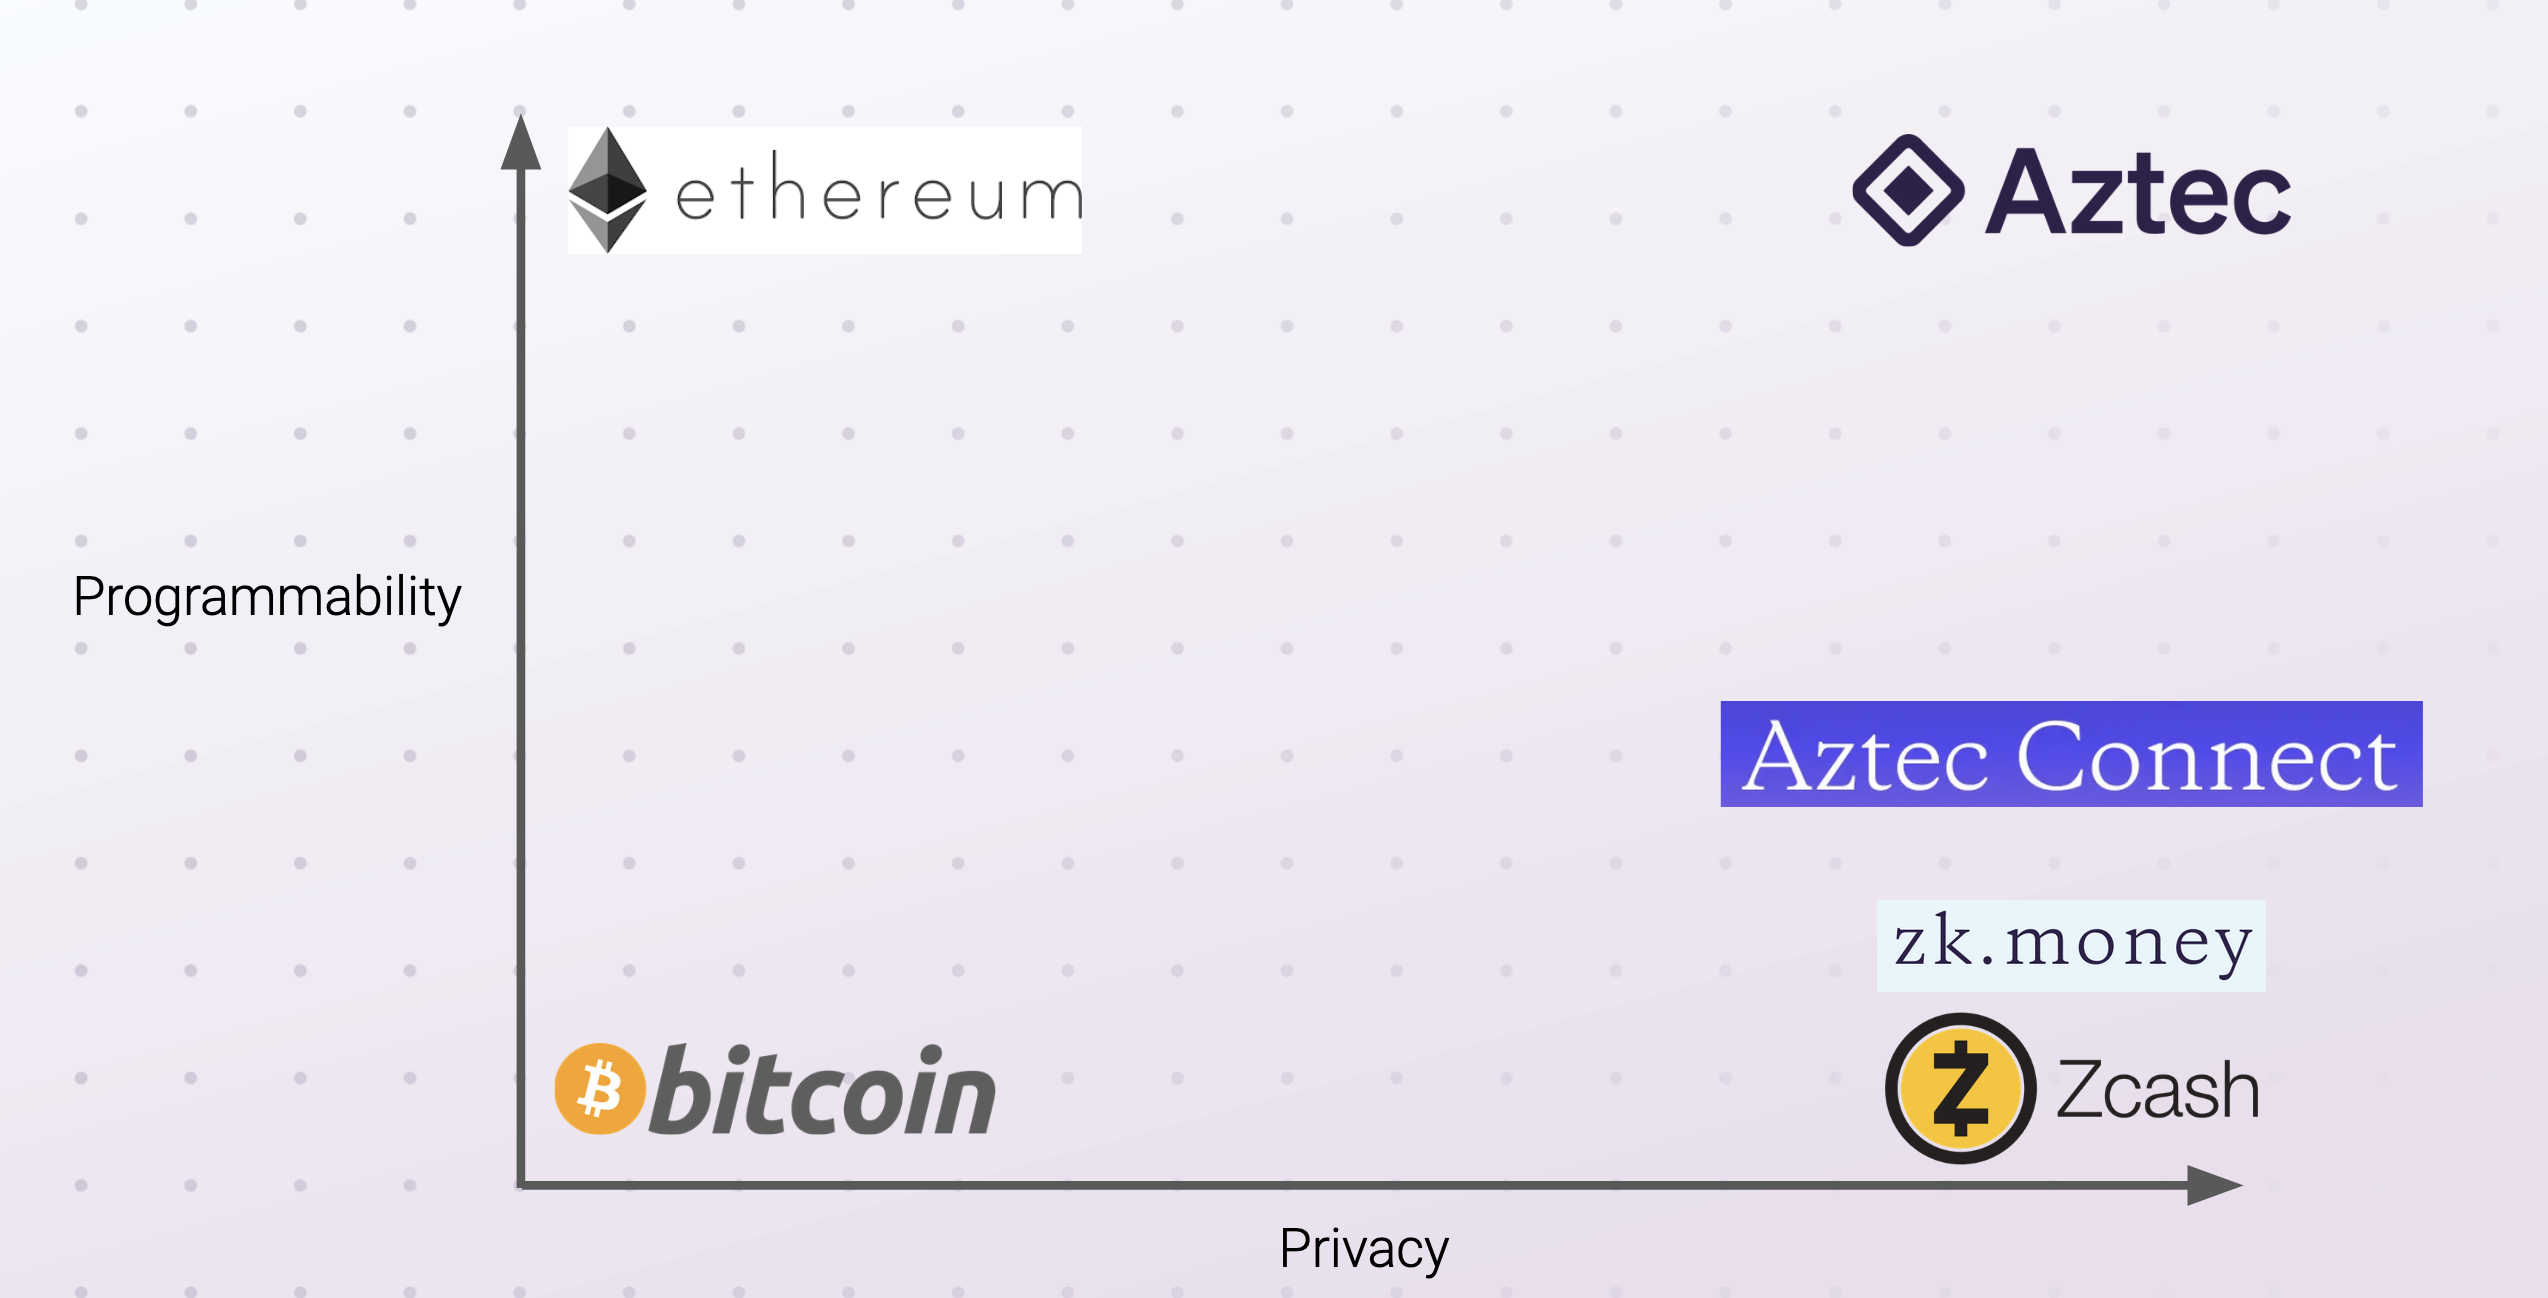 ethereum
Aztec
Programmability
Aztec Connect
zk.money
bitcoin
Zcash
Privacy